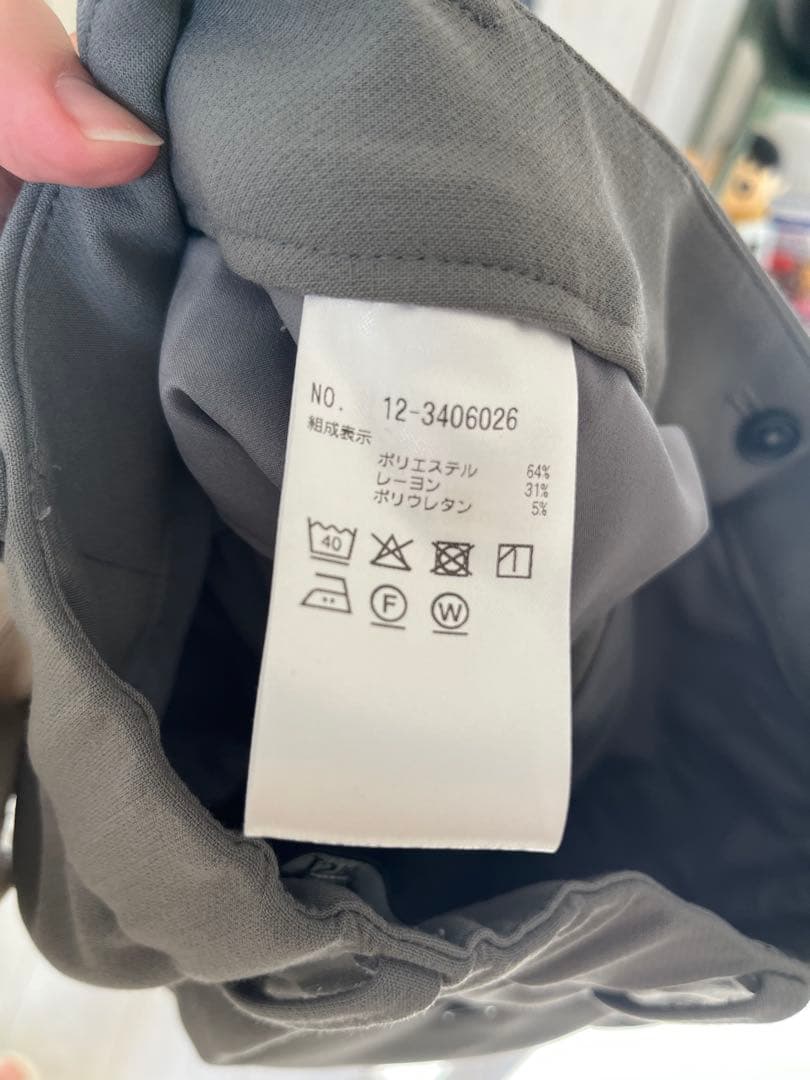 NO. 12-3406026
組成表示
ポリエステル 64%
レーヨン 31%
ポリウレタン 5%
40
F W